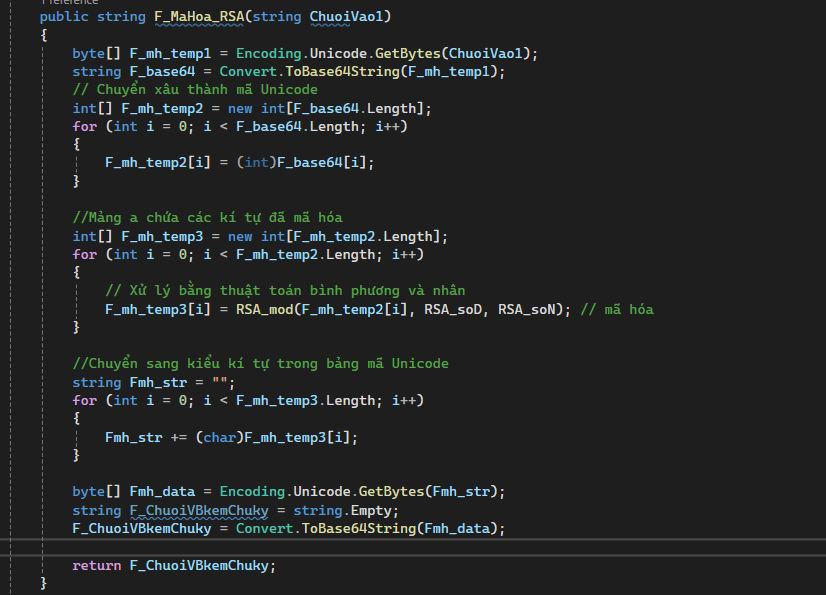 1 reference
public string F_MaHoa_RSA(string ChuoiVao1)
{
byte[] F_mh_temp1 = Encoding.Unicode.GetBytes(ChuoiVao1);
string F_base64 = Convert.ToBase64String(F_mh_temp1);
// Chuyển xâu thành mã Unicode
int[] F_mh_temp2 = new int[F_base64.Length];
for (int i = 0; i < F_base64.Length; i++)
{
F_mh_temp2[i] = (int)F_base64[i];
}
//Mảng a chứa các kí tự đã mã hóa
int[] F_mh_temp3 = new int[F_mh_temp2.Length];
for (int i = 0; i < F_mh_temp2.Length; i++)
{
// Xử lý bằng thuật toán bình phương và nhân
F_mh_temp3[i] = RSA_mod(F_mh_temp2[i], RSA_soD, RSA_soN); // mã hóa
}
//Chuyển sang kiểu kí tự trong bảng mã Unicode
string Fmh_str = "";
for (int i = 0; i < F_mh_temp3.Length; i++)
{
Fmh_str += (char)F_mh_temp3[i];
}
byte[] Fmh_data = Encoding.Unicode.GetBytes(Fmh_str);
string F_ChuoiVBkemChuky = string.Empty;
F_ChuoiVBkemChuky = Convert.ToBase64String(Fmh_data);
return F_ChuoiVBkemChuky;
}